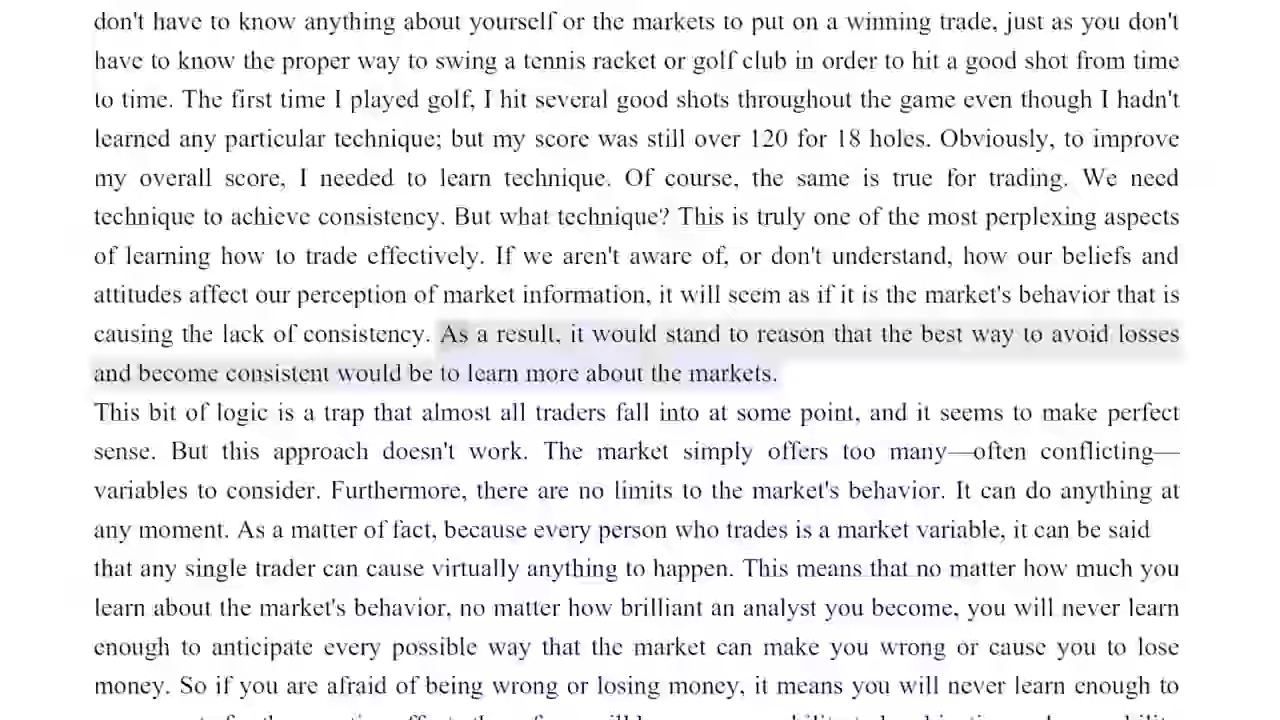 don't have to know anything about yourself or the markets to put on a winning trade, just as you don't
have to know the proper way to swing a tennis racket or golf club in order to hit a good shot from time
to time. The first time I played golf, I hit several good shots throughout the game even though I hadn't
learned any particular technique; but my score was still over 120 for 18 holes. Obviously, to improve
my overall score, I needed to learn technique. Of course, the same is true for trading. We need
technique to achieve consistency. But what technique? This is truly one of the most perplexing aspects
of learning how to trade effectively. If we aren't aware of, or don't understand, how our beliefs and
attitudes affect our perception of market information, it will seem as if it is the market's behavior that is
causing the lack of consistency. As a result, it would stand to reason that the best way to avoid losses
and become consistent would be to learn more about the markets.
This bit of logic is a trap that almost all traders fall into at some point, and it seems to make perfect
sense. But this approach doesn't work. The market simply offers too many—often conflicting—
variables to consider. Furthermore, there are no limits to the market's behavior. It can do anything at
any moment. As a matter of fact, because every person who trades is a market variable, it can be said
that any single trader can cause virtually anything to happen. This means that no matter how much you
learn about the market's behavior, no matter how brilliant an analyst you become, you will never learn
enough to anticipate every possible way that the market can make you wrong or cause you to lose
money. So if you are afraid of being wrong or losing money, it means you will never learn enough to